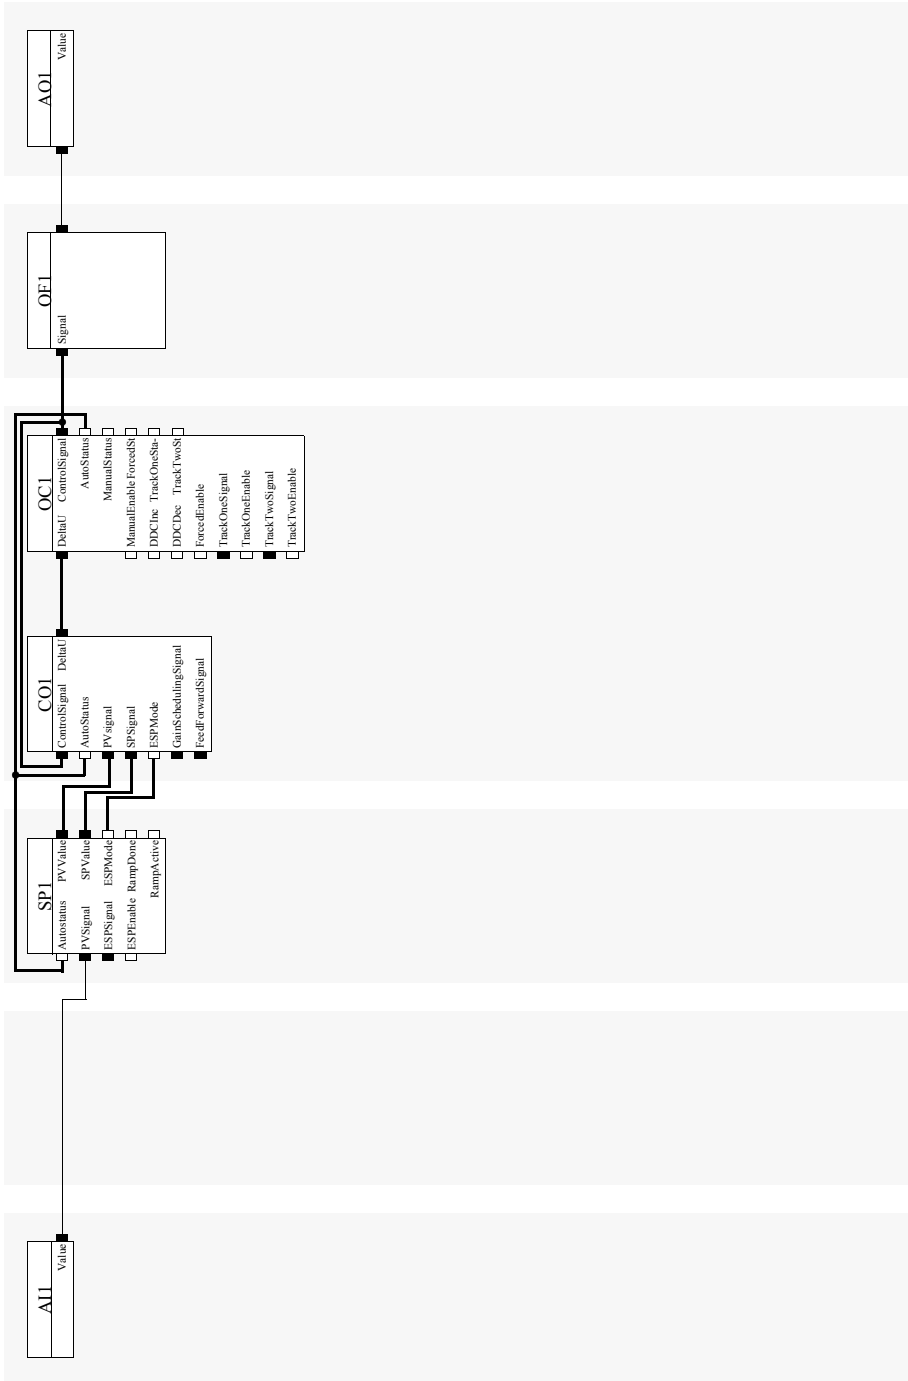 AI1
Value
SP1
Autostatus PVValue
PVSignal SPValue
ESPSignal ESPMode
ESPEnable RampDone
RampActive
CO1
ControlSignal DeltaU
AutoStatus
PVsignal
SPSignal
ESPMode
GainSchedulingSignal
FeedForwardSignal
OC1
DeltaU ControlSignal
AutoStatus
ManualStatus
ManualEnable ForcedSt
DDCInc TrackOneSta-
DDCDec TrackTwoSt
ForcedEnable
TrackOneSignal
TrackOneEnable
TrackTwoSignal
TrackTwoEnable
OF1
Signal
AO1
Value